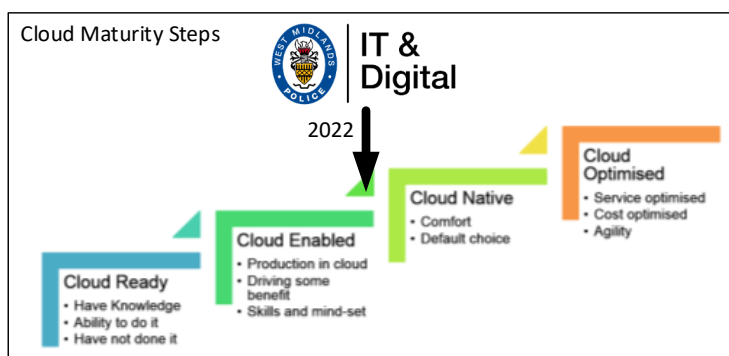 Cloud Maturity Steps
WEST MIDLANDS
POLICE
IT &
Digital
2022
Cloud Ready
• Have Knowledge
• Ability to do it
• Have not done it
Cloud Enabled
• Production in cloud
• Driving some
benefit
• Skills and mind-set
Cloud Native
• Comfort
• Default choice
Cloud
Optimised
• Service optimised
• Cost optimised
• Agility